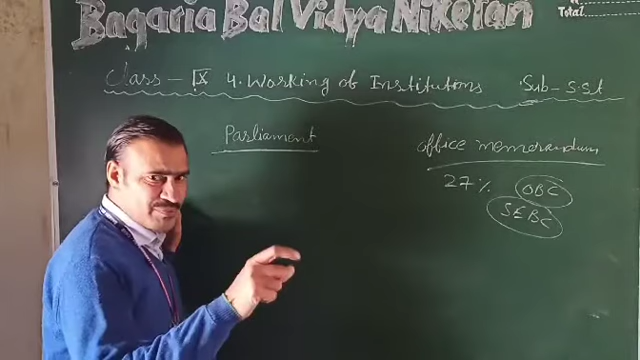 Bagaria Bal Vidya Niketan
Total
Class - IX 4. Working of Institutions Sub - S.St
Parliament
office memorandum
27% OBC
SEBC